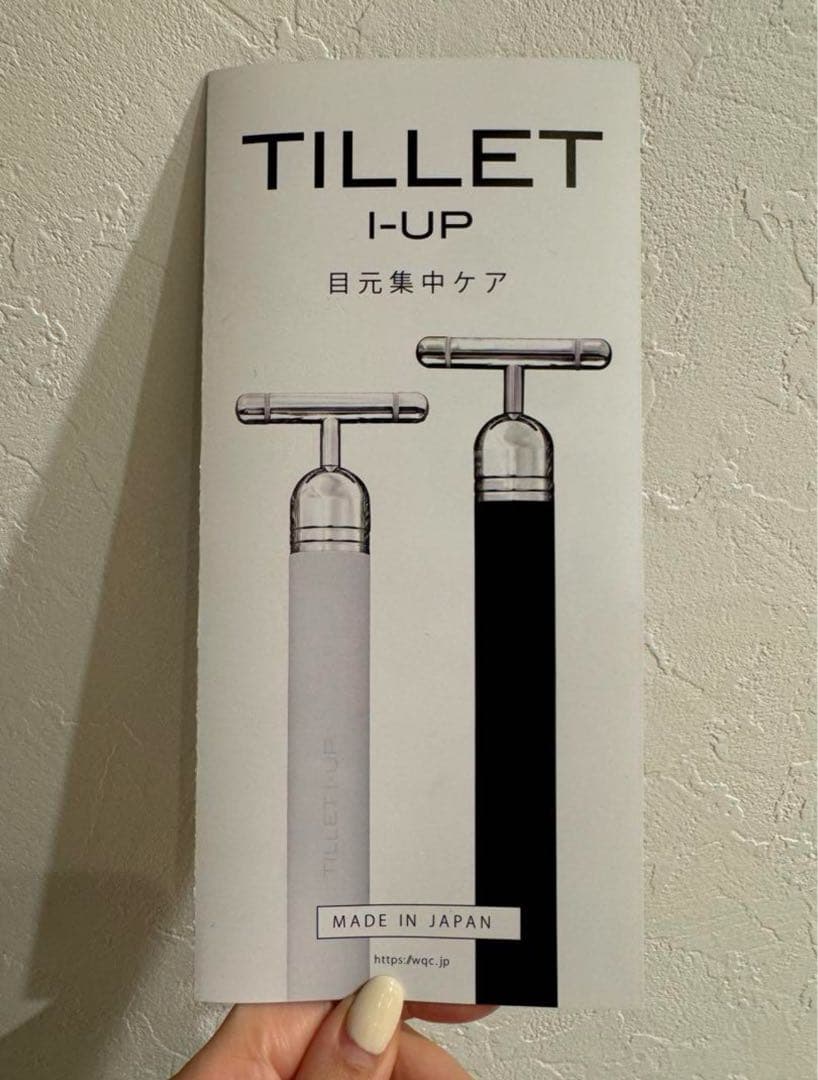 TILLET
I-UP
目元集中ケア
TILLET I-UP
MADE IN JAPAN
https://wqc.jp